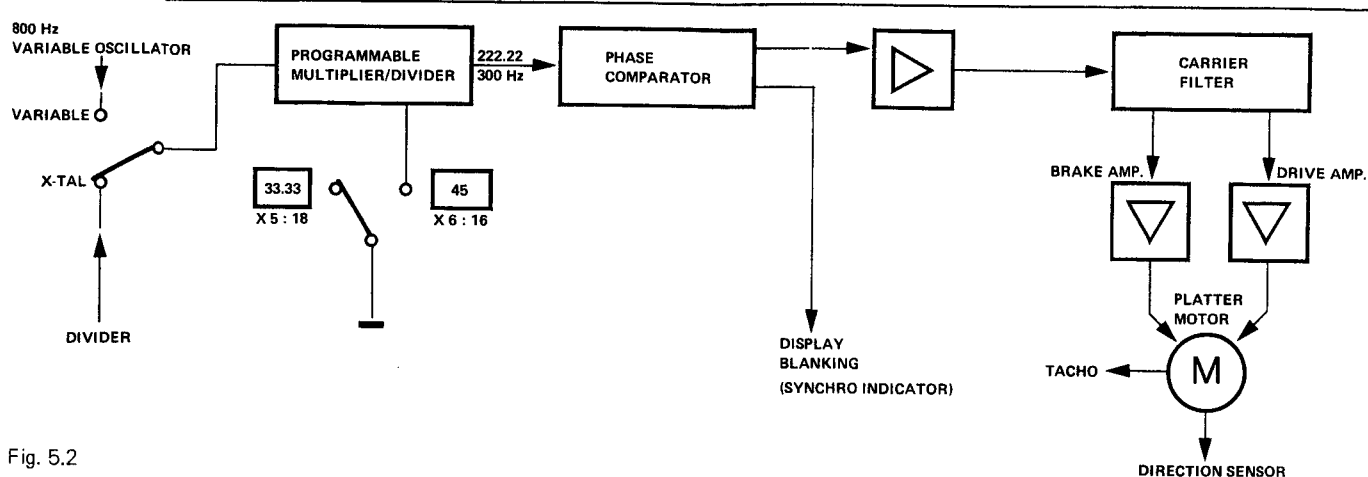 800 Hz
VARIABLE OSCILLATOR
VARIABLE
X-TAL
DIVIDER
PROGRAMMABLE
MULTIPLIER/DIVIDER
33.33
X 5 : 18
45
X 6 : 16
222.22
300 Hz
PHASE
COMPARATOR
DISPLAY
BLANKING
(SYNCHRO INDICATOR)
CARRIER
FILTER
BRAKE AMP.
DRIVE AMP.
PLATTER
MOTOR
M
TACHO
DIRECTION SENSOR
Fig. 5.2